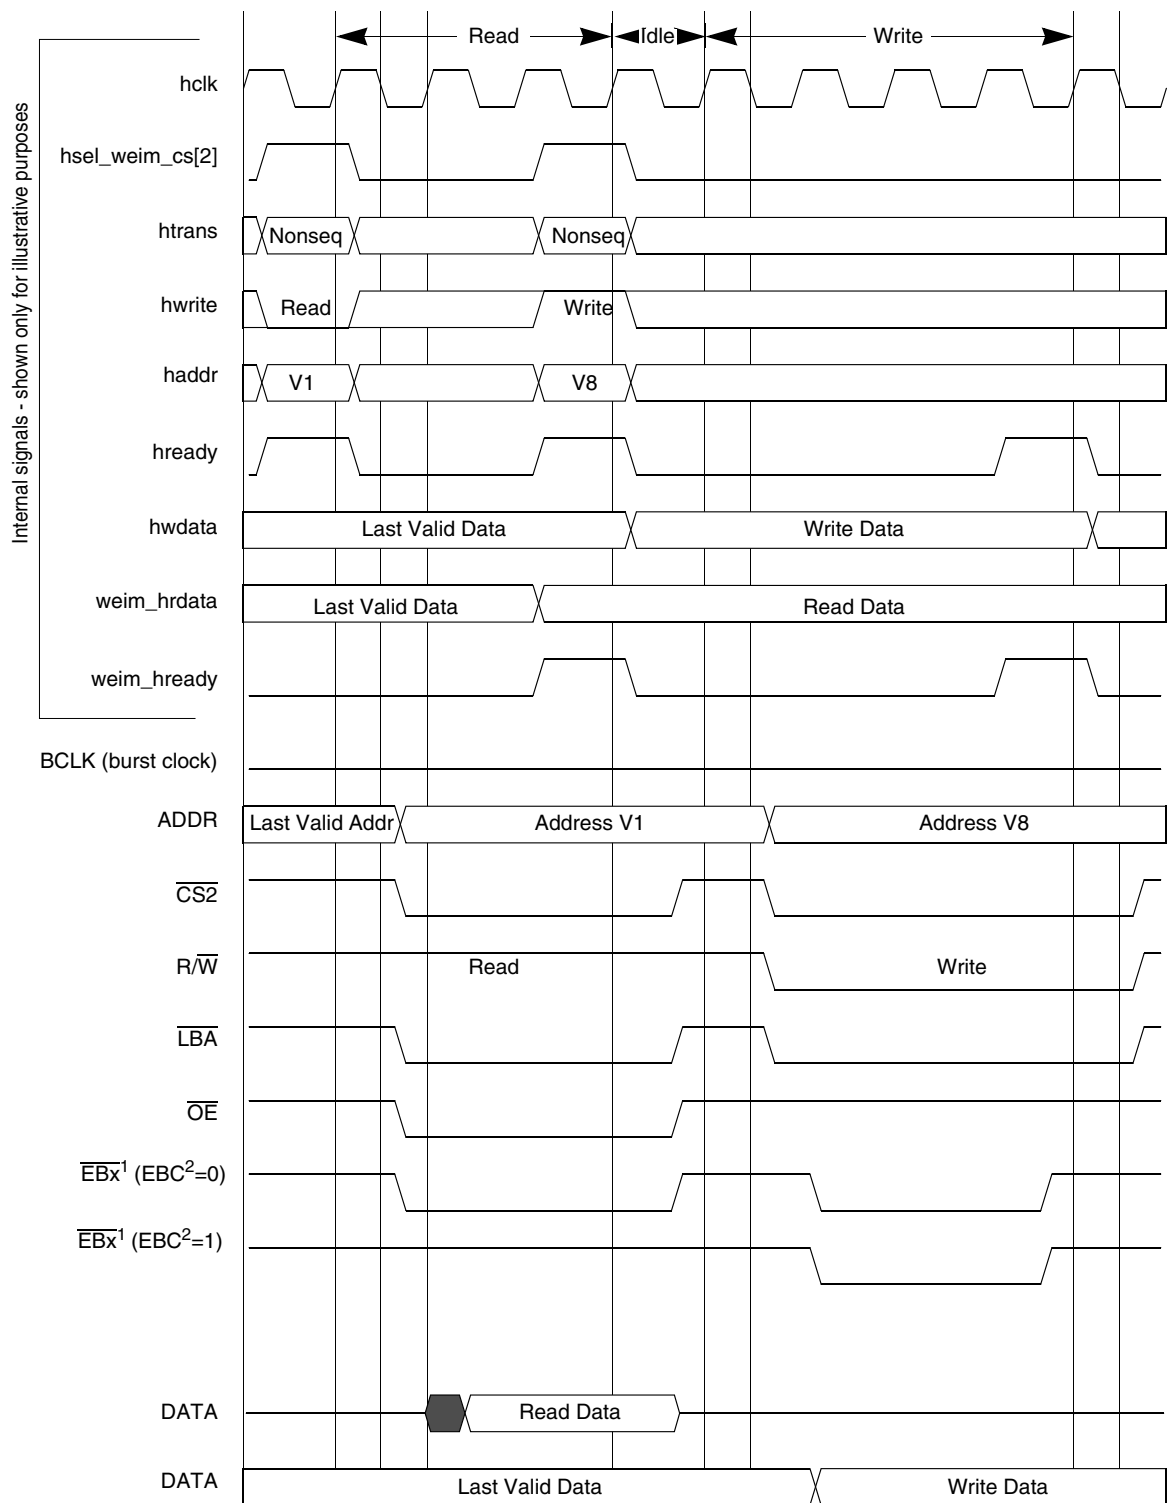 Read Idle Write
Internal signals - shown only for illustrative purposes
hclk
hsel_weim_cs[2]
htrans Nonseq Nonseq
hwrite Read Write
haddr V1 V8
hready
hwdata Last Valid Data Write Data
weim_hrdata Last Valid Data Read Data
weim_hready
BCLK (burst clock)
ADDR Last Valid Addr Address V1 Address V8
CS2
R/W Read Write
LBA
OE
EBx¹ (EBC²=0)
EBx¹ (EBC²=1)
DATA Read Data
DATA Last Valid Data Write Data